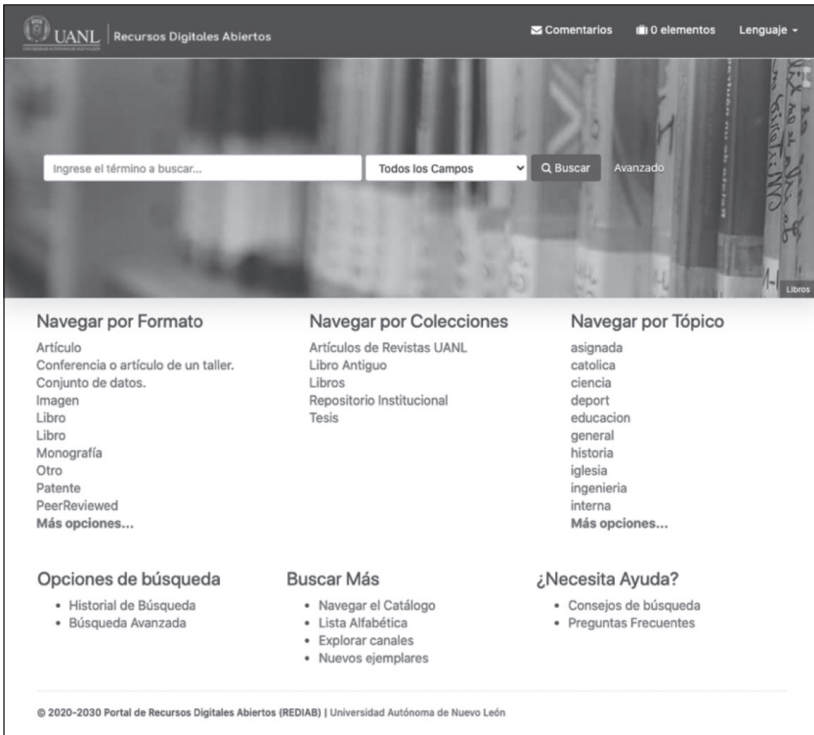 UANL Recursos Digitales Abiertos
Comentarios 0 elementos Lenguaje
Ingrese el término a buscar... Todos los Campos Buscar Avanzado
Libros
Navegar por Formato
Artículo
Conferencia o artículo de un taller.
Conjunto de datos.
Imagen
Libro
Libro
Monografía
Otro
Patente
PeerReviewed
Más opciones...
Navegar por Colecciones
Artículos de Revistas UANL
Libro Antiguo
Libros
Repositorio Institucional
Tesis
Navegar por Tópico
asignada
catolica
ciencia
deport
educacion
general
historia
iglesia
ingenieria
interna
Más opciones...
Opciones de búsqueda
• Historial de Búsqueda
• Búsqueda Avanzada
Buscar Más
• Navegar el Catálogo
• Lista Alfabética
• Explorar canales
• Nuevos ejemplares
¿Necesita Ayuda?
• Consejos de búsqueda
• Preguntas Frecuentes
© 2020-2030 Portal de Recursos Digitales Abiertos (REDIAB) | Universidad Autónoma de Nuevo León